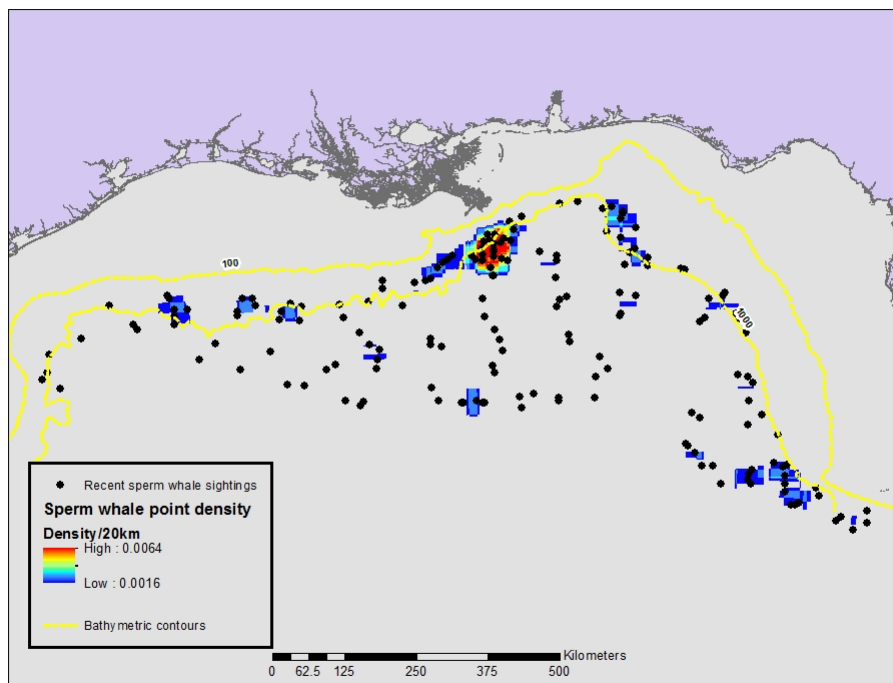 100
1000
Recent sperm whale sightings
Sperm whale point density
Density/20km
High : 0.0064
Low : 0.0016
Bathymetric contours
Kilometers
0 62.5 125 250 375 500